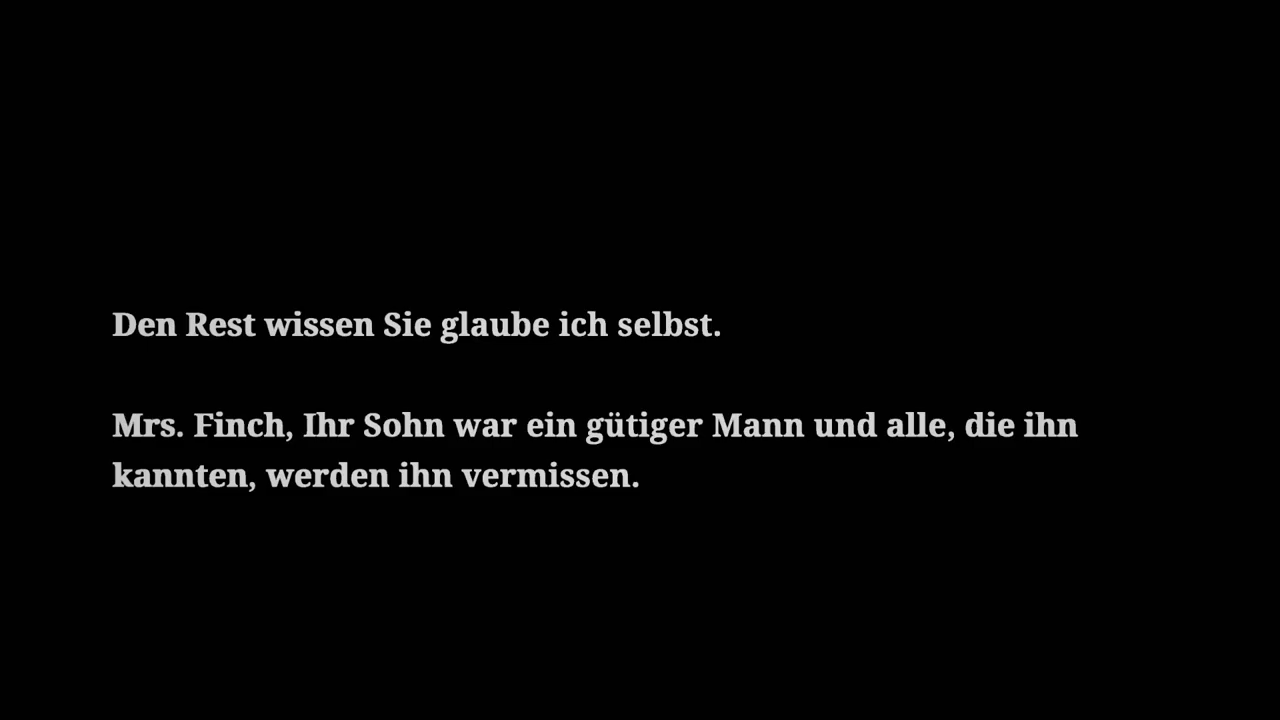 Den Rest wissen Sie glaube ich selbst.
Mrs. Finch, Ihr Sohn war ein gütiger Mann und alle, die ihn
kannten, werden ihn vermissen.